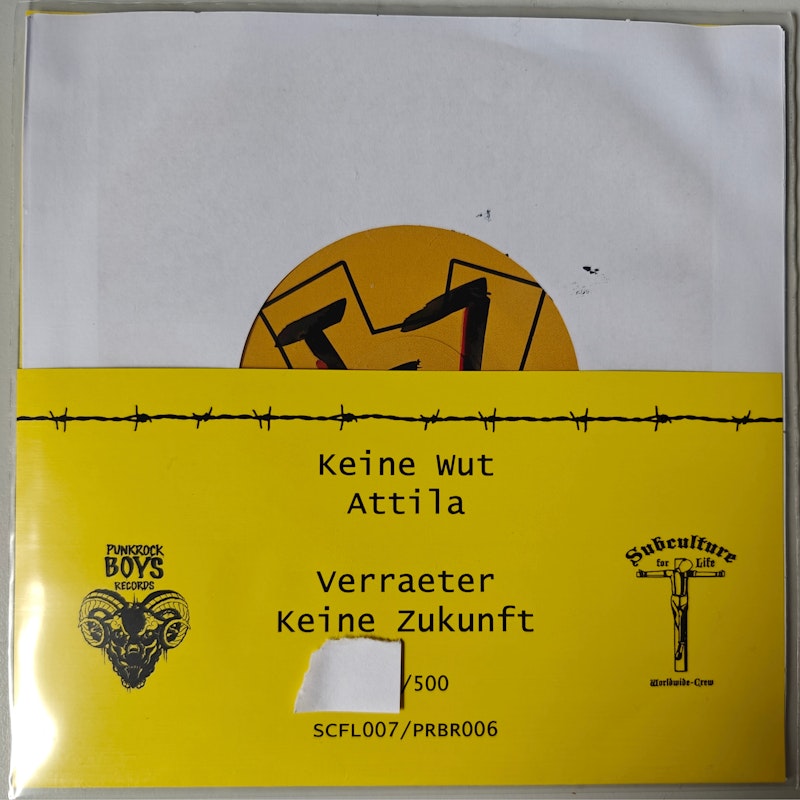 Keine Wut
Attila
Verraeter
Keine Zukunft
/500
SCFL007/PRBR006
PUNKROCK
BOYS
RECORDS
Subculture
for Life
Worldwide-Crew